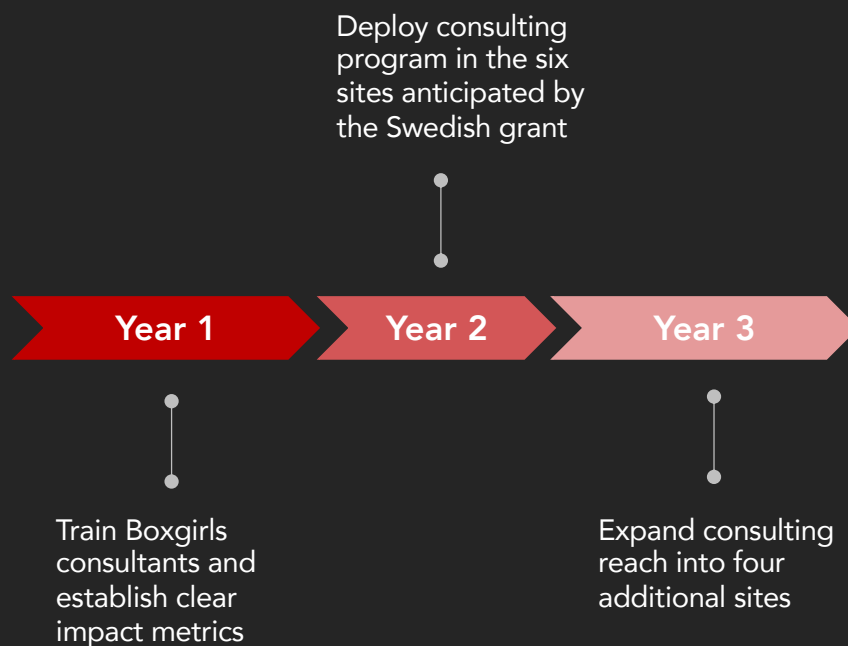 Deploy consulting
program in the six
sites anticipated by
the Swedish grant
Year 1
Year 2
Year 3
Train Boxgirls
consultants and
establish clear
impact metrics
Expand consulting
reach into four
additional sites